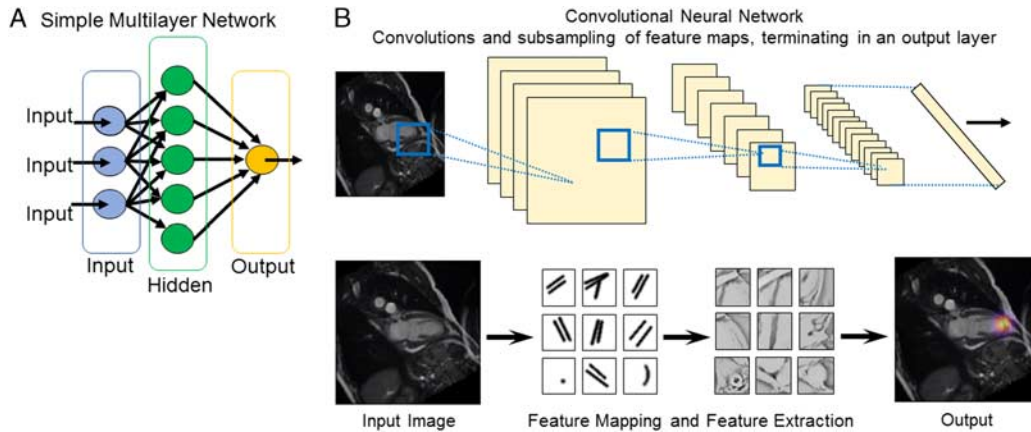 A
Simple Multilayer Network
Input
Input
Input
Input
Hidden
Output
B
Convolutional Neural Network
Convolutions and subsampling of feature maps, terminating in an output layer
Input Image
Feature Mapping and Feature Extraction
Output